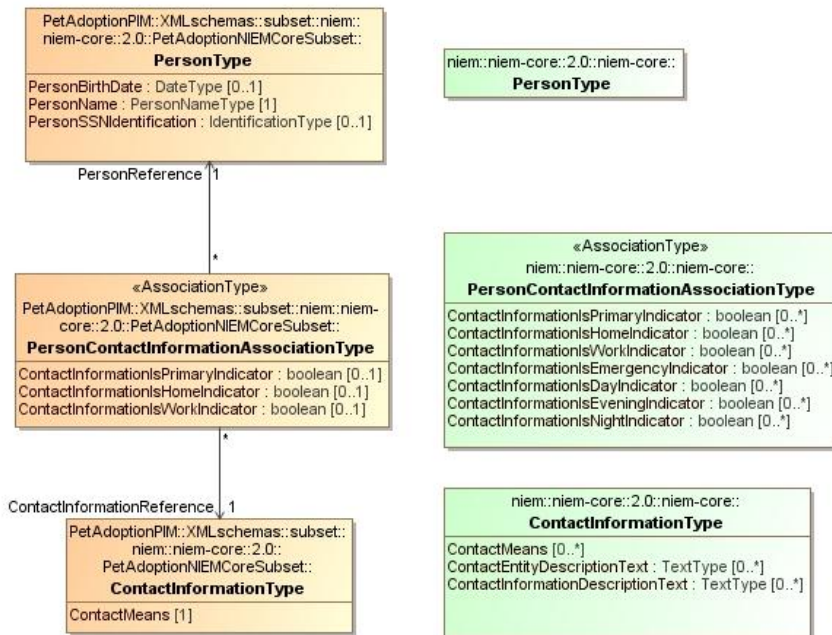 PetAdoptionPIM::XMLschemas::subset::niem::
niem-core::2.0::PetAdoptionNIEMCoreSubset::
PersonType
PersonBirthDate : DateType [0..1]
PersonName : PersonNameType [1]
PersonSSNIdentification : IdentificationType [0..1]
niem::niem-core::2.0::niem-core::
PersonType
PersonReference 1
*
«AssociationType»
PetAdoptionPIM::XMLschemas::subset::niem::niem-
core::2.0::PetAdoptionNIEMCoreSubset::
PersonContactInformationAssociationType
ContactInformationIsPrimaryIndicator : boolean [0..1]
ContactInformationIsHomeIndicator : boolean [0..1]
ContactInformationIsWorkIndicator : boolean [0..1]
«AssociationType»
niem::niem-core::2.0::niem-core::
PersonContactInformationAssociationType
ContactInformationIsPrimaryIndicator : boolean [0..*]
ContactInformationIsHomeIndicator : boolean [0..*]
ContactInformationIsWorkIndicator : boolean [0..*]
ContactInformationIsEmergencyIndicator : boolean [0..*]
ContactInformationIsDayIndicator : boolean [0..*]
ContactInformationIsEveningIndicator : boolean [0..*]
ContactInformationIsNightIndicator : boolean [0..*]
*
ContactInformationReference 1
PetAdoptionPIM::XMLschemas::subset::
niem::niem-core::2.0::
PetAdoptionNIEMCoreSubset::
ContactInformationType
ContactMeans [1]
niem::niem-core::2.0::niem-core::
ContactInformationType
ContactMeans [0..*]
ContactEntityDescriptionText : TextType [0..*]
ContactInformationDescriptionText : TextType [0..*]